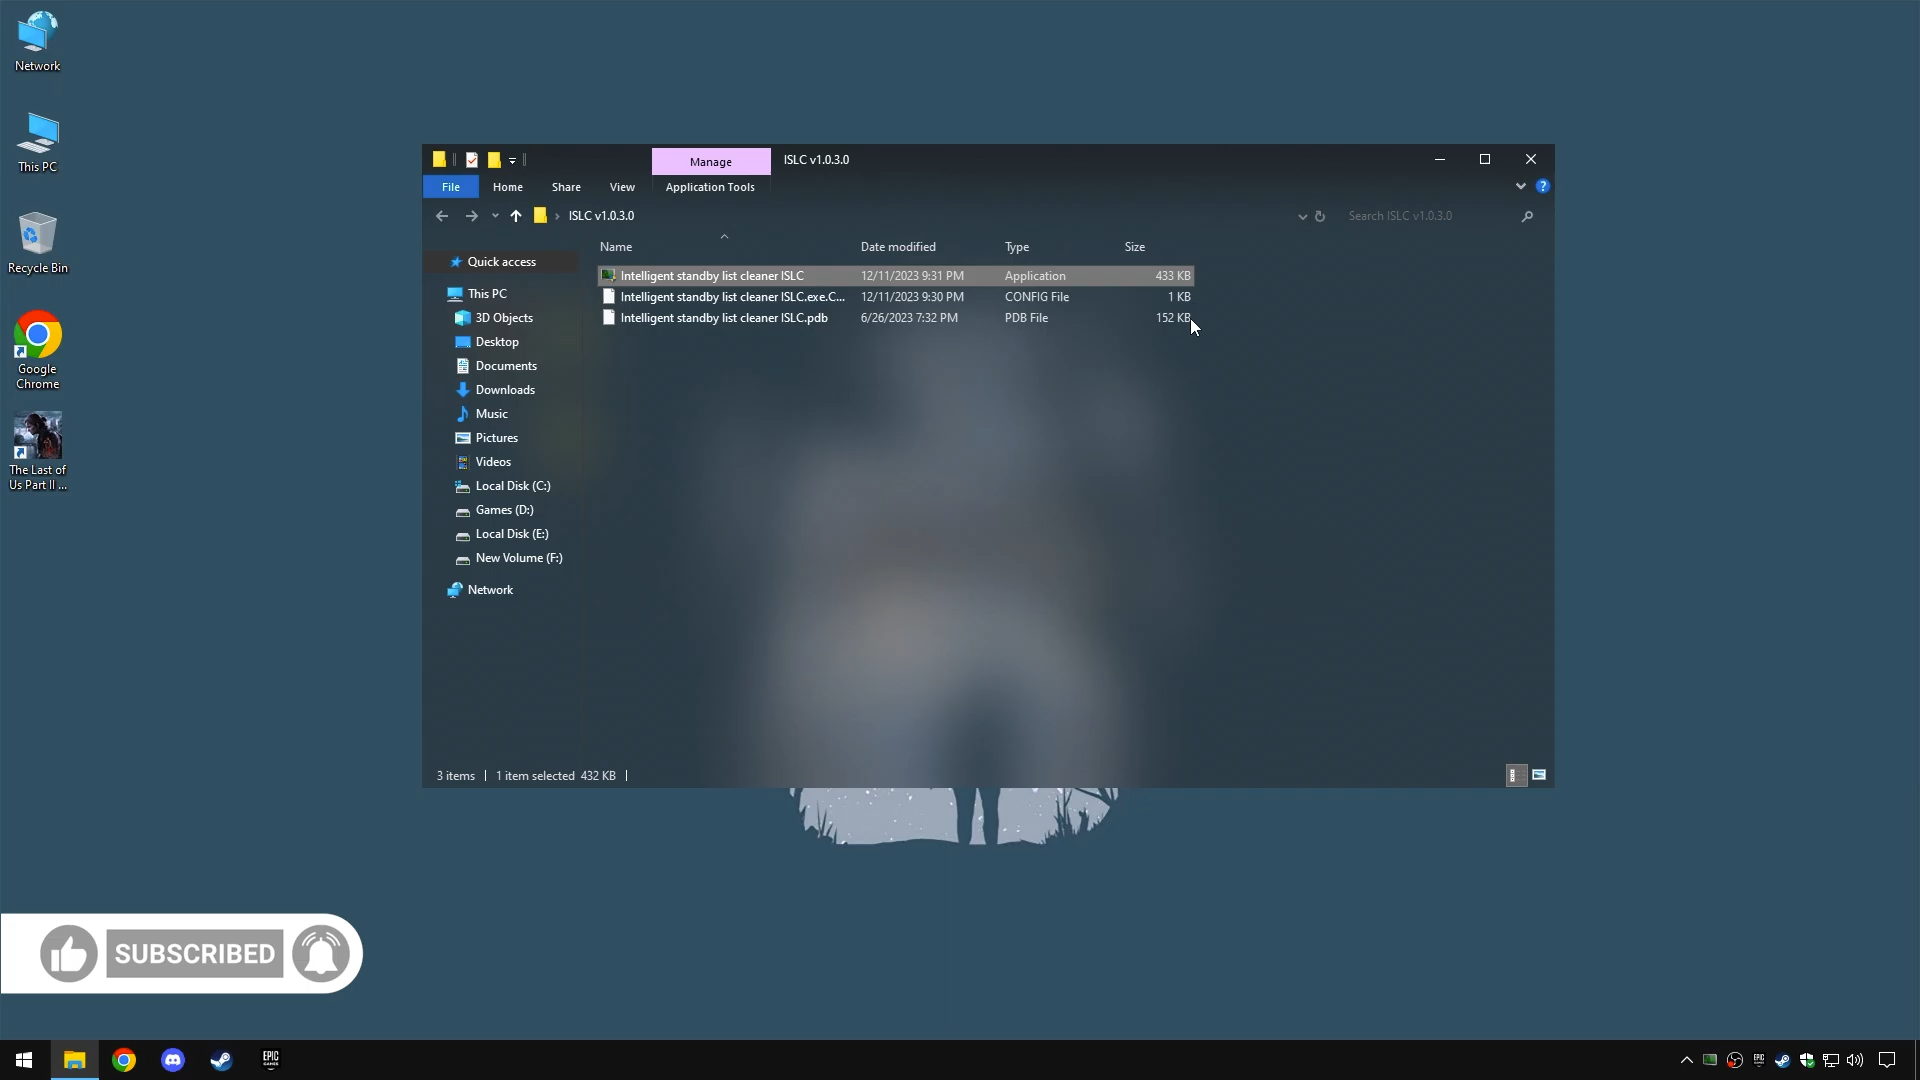 Network
This PC
Recycle Bin
Google
Chrome
The Last of
Us Part II ...
Manage
ISLC v1.0.3.0
File
Home
Share
View
Application Tools
?
ISLC v1.0.3.0
Search ISLC v1.0.3.0
Name
Date modified
Type
Size
Intelligent standby list cleaner ISLC
12/11/2023 9:31 PM
Application
433 KB
Intelligent standby list cleaner ISLC.exe.C...
12/11/2023 9:30 PM
CONFIG File
1 KB
Intelligent standby list cleaner ISLC.pdb
6/26/2023 7:32 PM
PDB File
152 KB
Quick access
This PC
3D Objects
Desktop
Documents
Downloads
Music
Pictures
Videos
Local Disk (C:)
Games (D:)
Local Disk (E:)
New Volume (F:)
Network
3 items
1 item selected 432 KB
SUBSCRIBED
EPIC
GAMES
EPIC